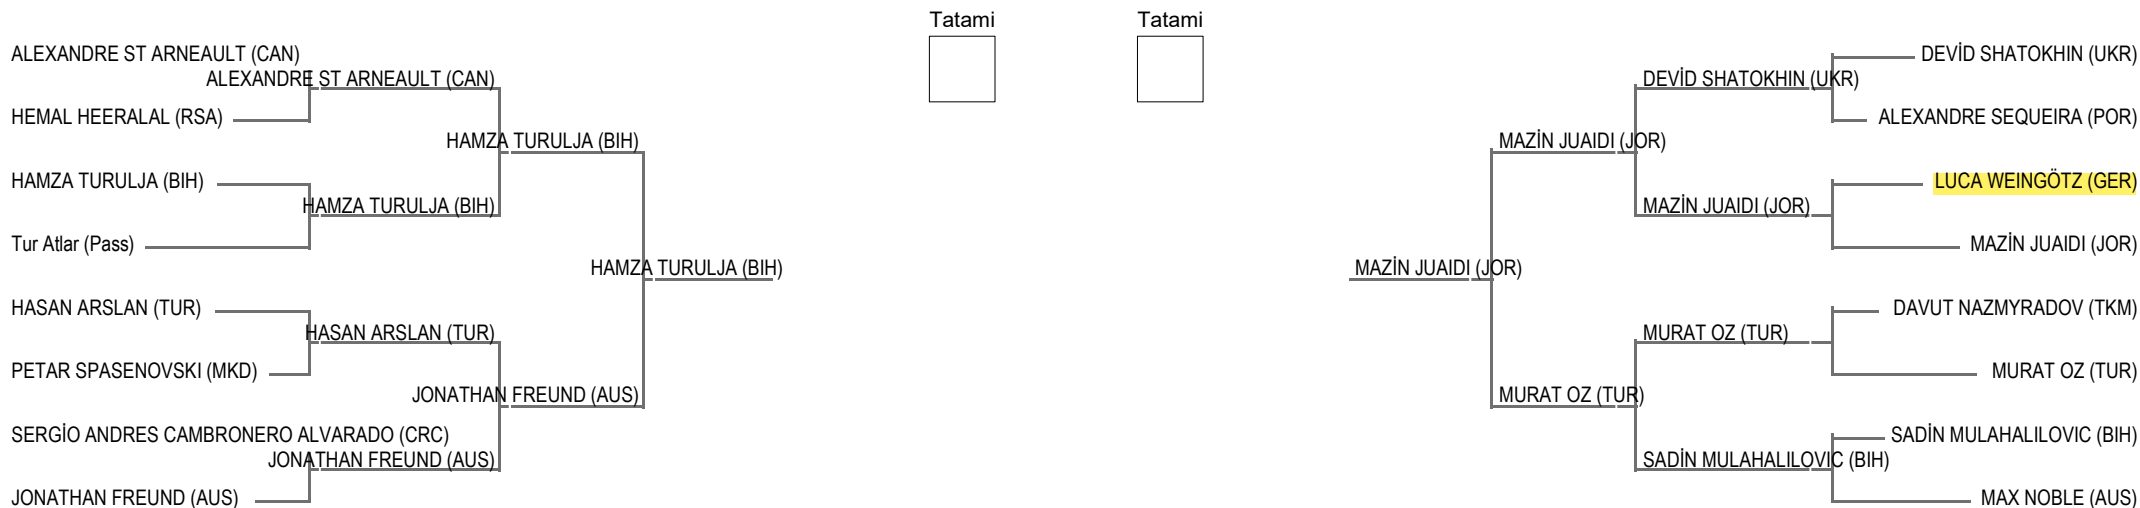 Tatami
Tatami
ALEXANDRE ST ARNEAULT (CAN)
ALEXANDRE ST ARNEAULT (CAN)
HEMAL HEERALAL (RSA)
HAMZA TURULJA (BIH)
HAMZA TURULJA (BIH)
HAMZA TURULJA (BIH)
Tur Atlar (Pass)
HAMZA TURULJA (BIH)
HASAN ARSLAN (TUR)
HASAN ARSLAN (TUR)
PETAR SPASENOVSKI (MKD)
JONATHAN FREUND (AUS)
SERGİO ANDRES CAMBRONERO ALVARADO (CRC)
JONATHAN FREUND (AUS)
JONATHAN FREUND (AUS)
DEVİD SHATOKHIN (UKR)
DEVİD SHATOKHIN (UKR)
ALEXANDRE SEQUEIRA (POR)
MAZİN JUAIDI (JOR)
LUCA WEINGÖTZ (GER)
MAZİN JUAIDI (JOR)
MAZİN JUAIDI (JOR)
MAZİN JUAIDI (JOR)
DAVUT NAZMYRADOV (TKM)
MURAT OZ (TUR)
MURAT OZ (TUR)
MURAT OZ (TUR)
SADİN MULAHALILOVIC (BIH)
SADİN MULAHALILOVIC (BIH)
MAX NOBLE (AUS)